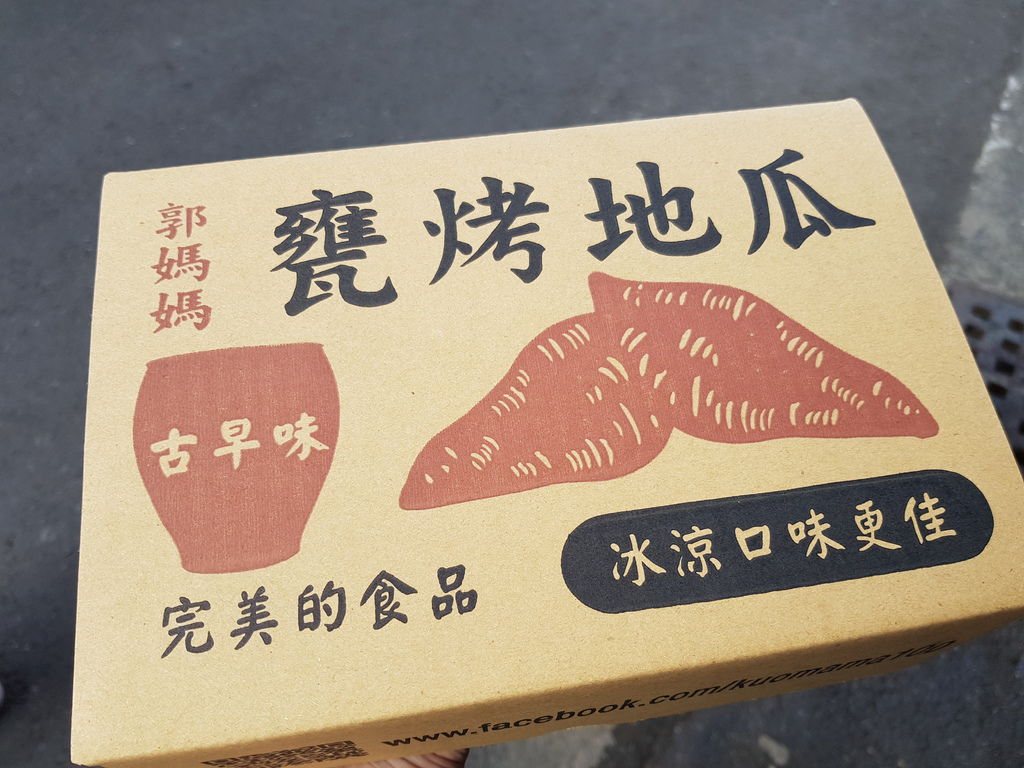 郭媽媽
甕烤地瓜
古早味
冰涼口味更佳
完美的食品
www.facebook.com/kuomama100